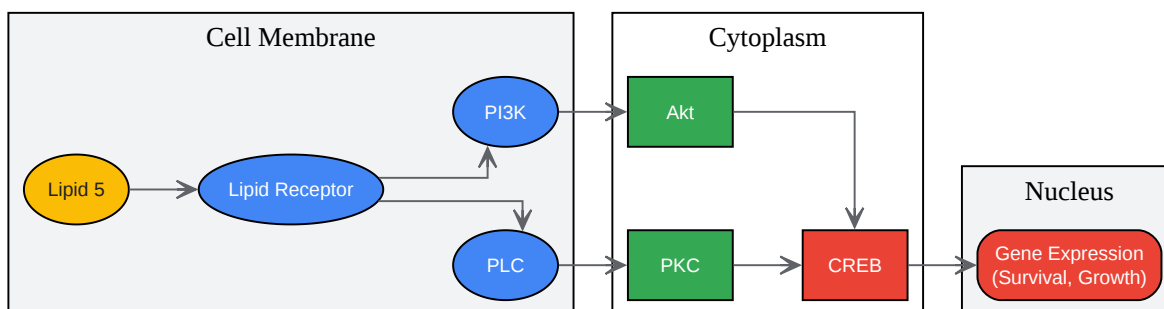 Cell Membrane
Cytoplasm
PI3K
Akt
Lipid 5
Lipid Receptor
Nucleus
PLC
PKC
CREB
Gene Expression
(Survival, Growth)